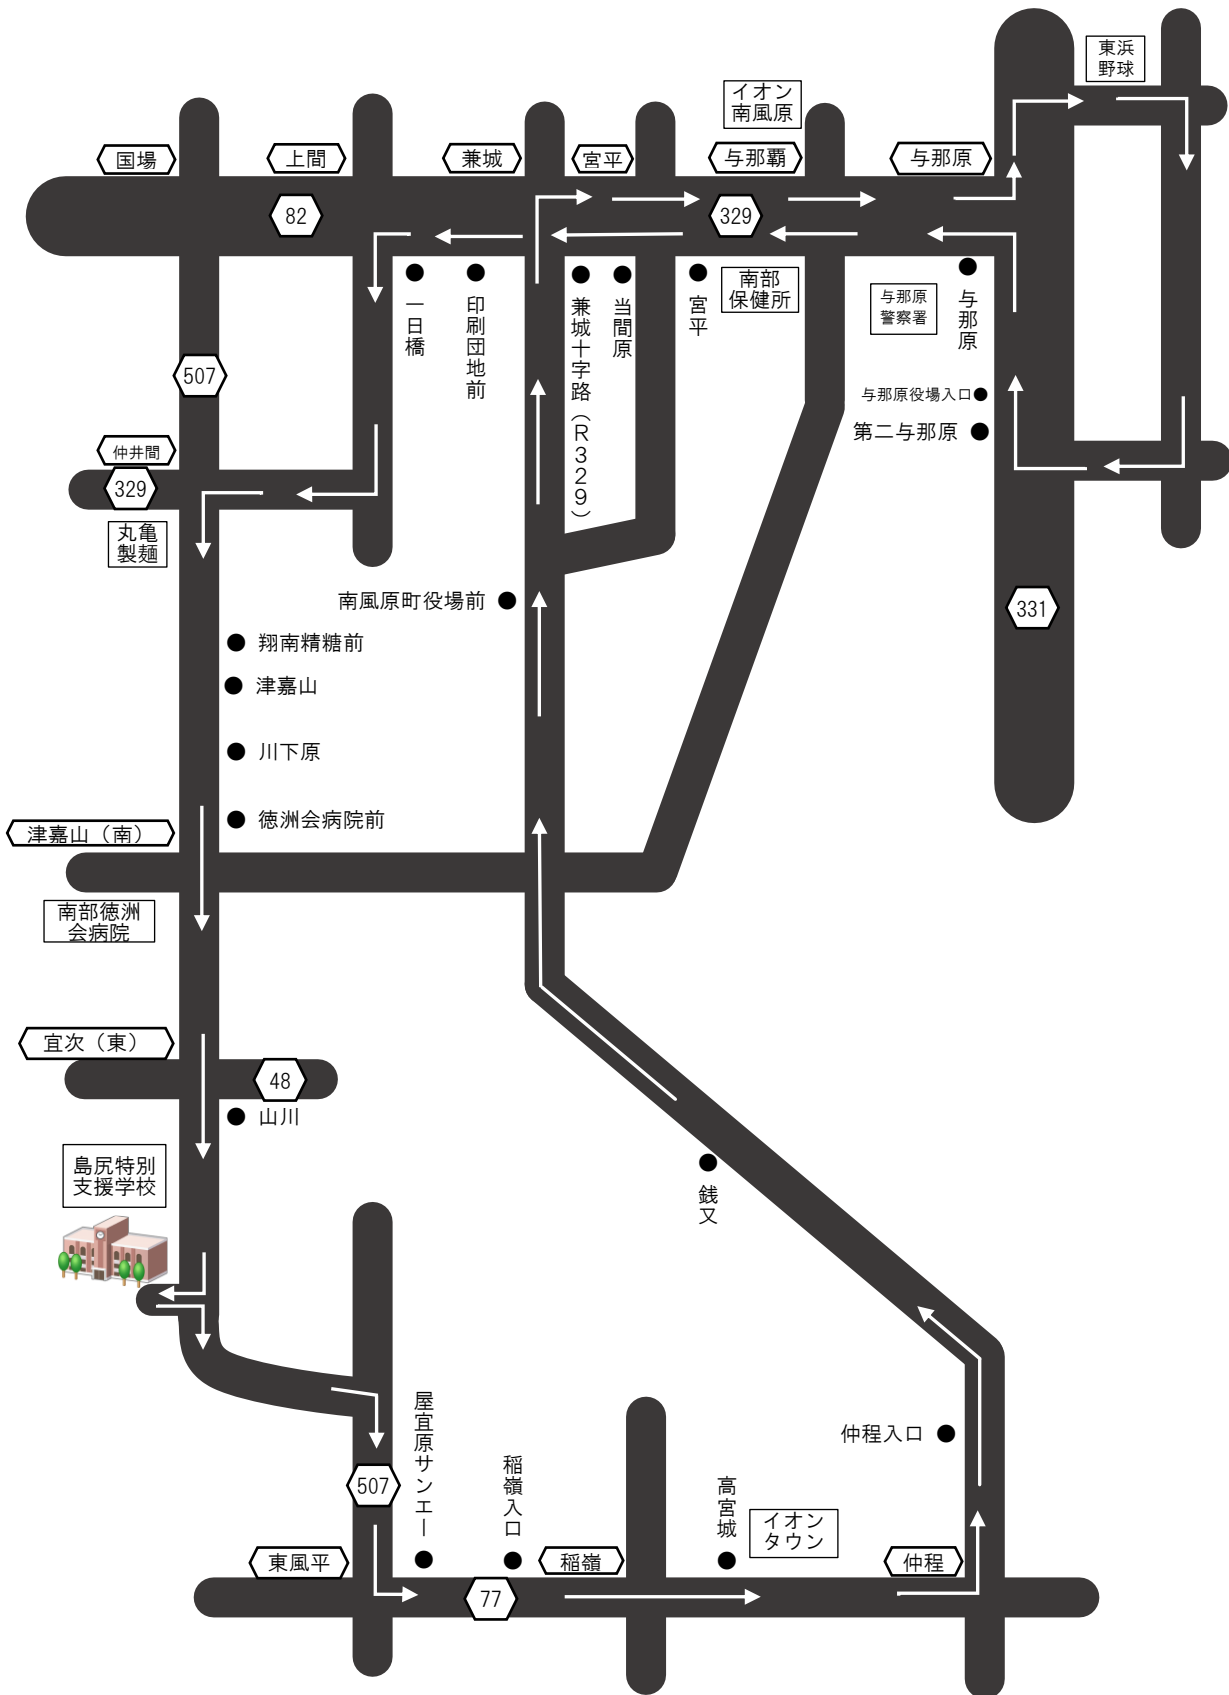 東浜
野球
イオン
南風原
国場
上間
兼城
宮平
与那覇
与那原
82
329
一日橋
印刷団地前
兼城十字路（R329）
当間原
宮平
南部
保健所
与那原
警察署
与那原
507
与那原役場入口
第二与那原
仲井間
329
丸亀
製麺
南風原町役場前
331
翔南精糖前
津嘉山
川下原
徳洲会病院前
津嘉山（南）
南部徳洲
会病院
宜次（東）
48
山川
島尻特別
支援学校
銭又
屋宜原サンエー
稲嶺入口
仲程入口
507
高宮城
イオン
タウン
東風平
稲嶺
仲程
77